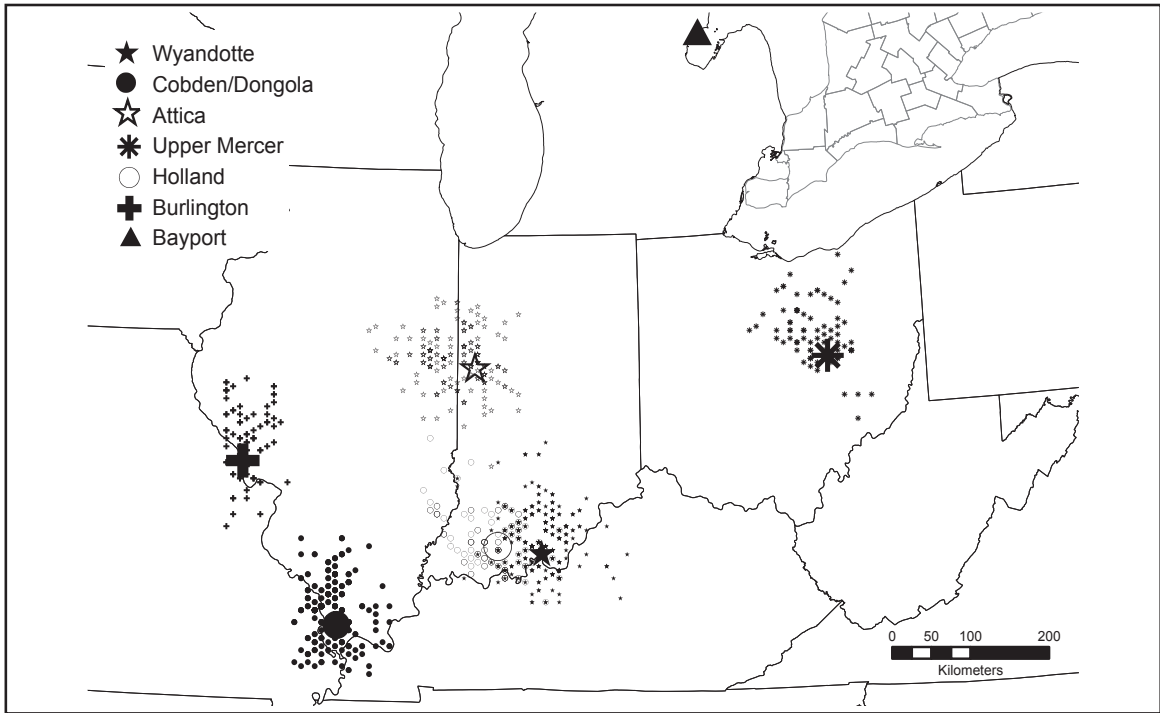 Wyandotte
Cobden/Dongola
Attica
Upper Mercer
Holland
Burlington
Bayport
0 50 100 200
Kilometers